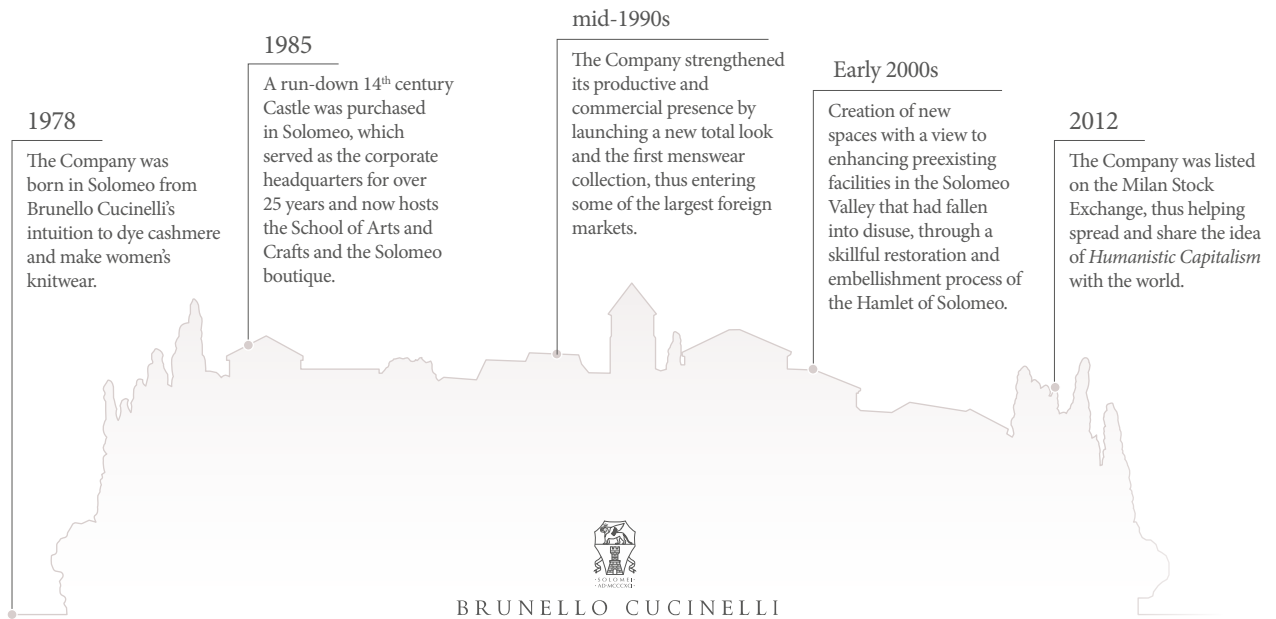 1978
The Company was
born in Solomeo from
Brunello Cucinelli's
intuition to dye cashmere
and make women's
knitwear.
1985
A run-down 14th century
Castle was purchased
in Solomeo, which
served as the corporate
headquarters for over
25 years and now hosts
the School of Arts and
Crafts and the Solomeo
boutique.
mid-1990s
The Company strengthened
its productive and
commercial presence by
launching a new total look
and the first menswear
collection, thus entering
some of the largest foreign
markets.
Early 2000s
Creation of new
spaces with a view to
enhancing preexisting
facilities in the Solomeo
Valley that had fallen
into disuse, through a
skillful restoration and
embellishment process of
the Hamlet of Solomeo.
2012
The Company was listed
on the Milan Stock
Exchange, thus helping
spread and share the idea
of Humanistic Capitalism
with the world.
·SOLOMEI·
·AD·MCCCXCI·
BRUNELLO CUCINELLI